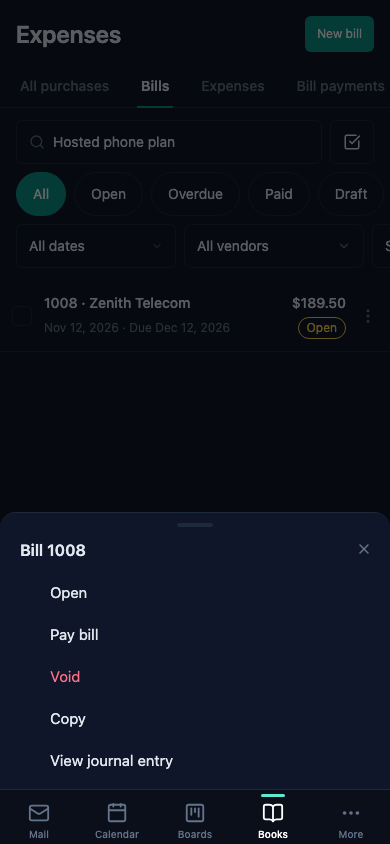 Expenses
New bill
All purchases
Bills
Expenses
Bill payments
Hosted phone plan
All
Open
Overdue
Paid
Draft
All dates
All vendors
S
1008 · Zenith Telecom
$189.50
Nov 12, 2026 · Due Dec 12, 2026
Open
Bill 1008
Open
Pay bill
Void
Copy
View journal entry
Mail
Calendar
Boards
Books
More